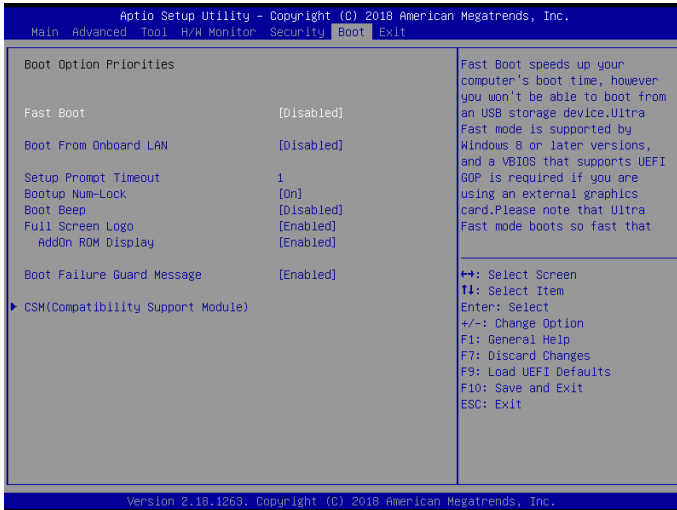 Aptio Setup Utility – Copyright (C) 2018 American Megatrends, Inc.
Main Advanced Tool H/W Monitor Security Boot Exit
Boot Option Priorities
Fast Boot [Disabled]
Boot From Onboard LAN [Disabled]
Setup Prompt Timeout 1
Bootup Num-Lock [On]
Boot Beep [Disabled]
Full Screen Logo [Enabled]
AddOn ROM Display [Enabled]
Boot Failure Guard Message [Enabled]
CSM(Compatibility Support Module)
Fast Boot speeds up your
computer's boot time, however
you won't be able to boot from
an USB storage device.Ultra
Fast mode is supported by
Windows 8 or later versions,
and a VBIOS that supports UEFI
GOP is required if you are
using an external graphics
card.Please note that Ultra
Fast mode boots so fast that
↔: Select Screen
↑↓: Select Item
Enter: Select
+/-: Change Option
F1: General Help
F7: Discard Changes
F9: Load UEFI Defaults
F10: Save and Exit
ESC: Exit
Version 2.18.1263. Copyright (C) 2018 American Megatrends, Inc.